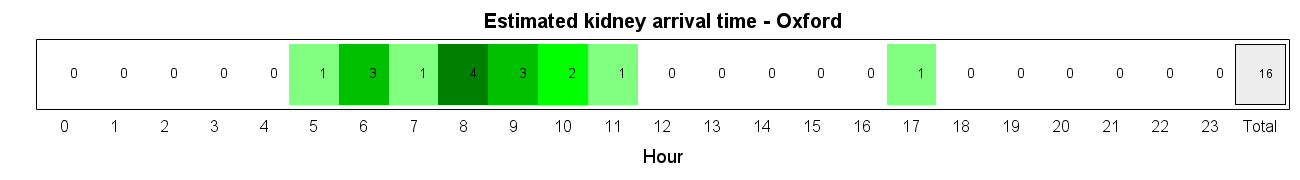 Estimated kidney arrival time - Oxford
0 0 0 0 0 1 3 1 4 3 2 1 0 0 0 0 0 1 0 0 0 0 0 0 16
0 1 2 3 4 5 6 7 8 9 10 11 12 13 14 15 16 17 18 19 20 21 22 23 Total
Hour